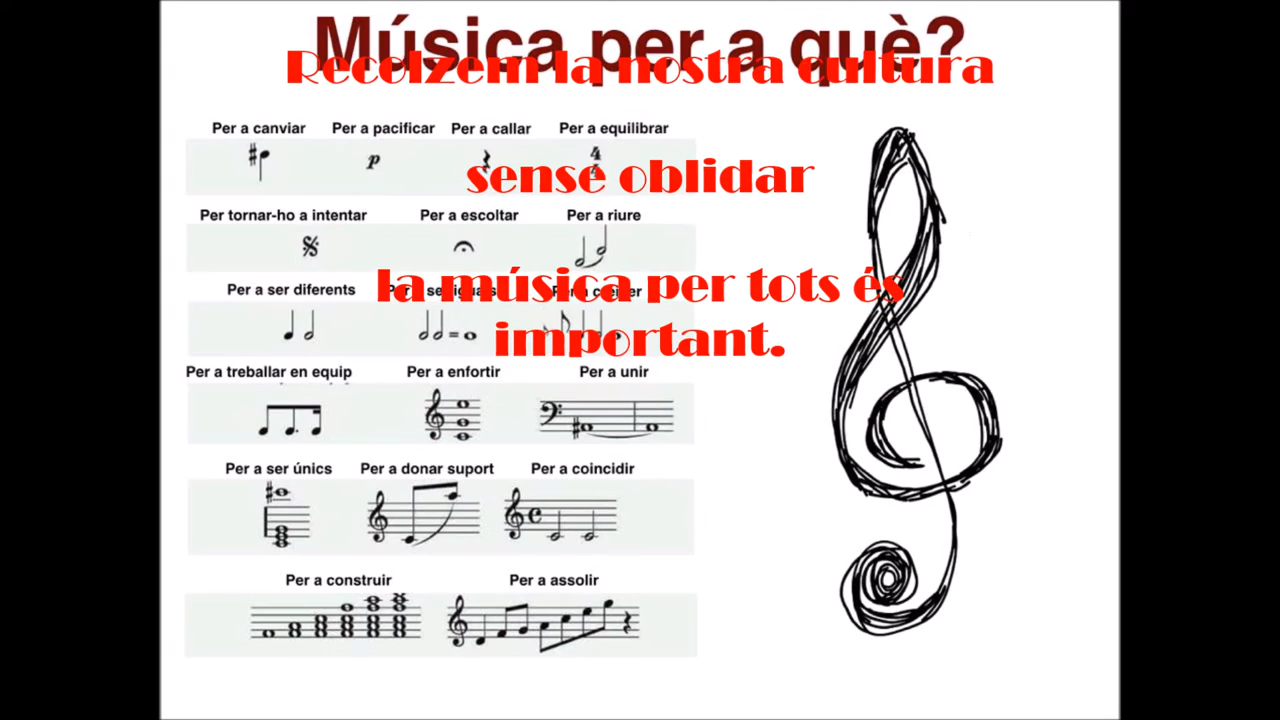 Música per a què?
Recolzem la nostra cultura
Per a canviar Per a pacificar Per a callar Per a equilibrar
sense oblidar
Per tornar-ho a intentar Per a escoltar Per a riure
la música per tots és
Per a ser diferents
important.
Per a treballar en equip Per a enfortir Per a unir
Per a ser únics Per a donar suport Per a coincidir
Per a construir Per a assolir